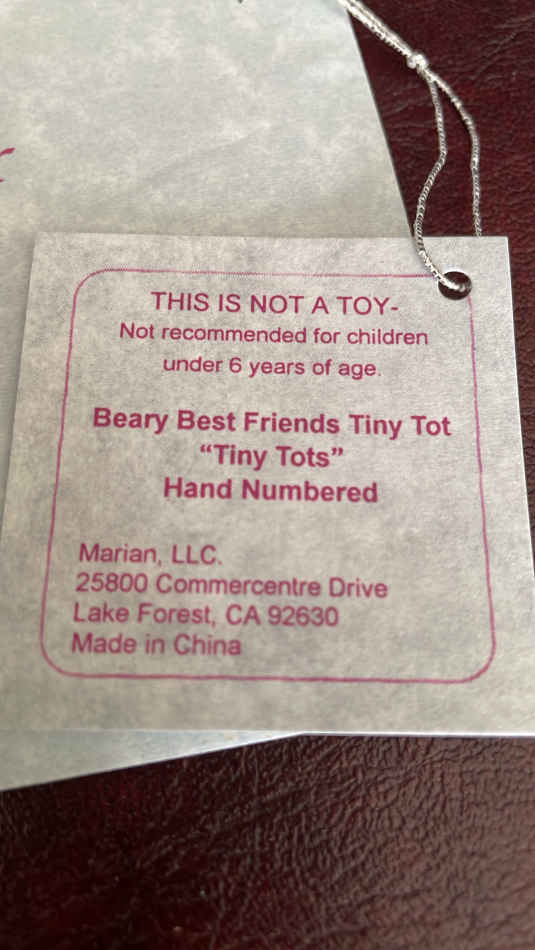 THIS IS NOT A TOY-
Not recommended for children
under 6 years of age.
Beary Best Friends Tiny Tot
“Tiny Tots”
Hand Numbered
Marian, LLC.
25800 Commercentre Drive
Lake Forest, CA 92630
Made in China